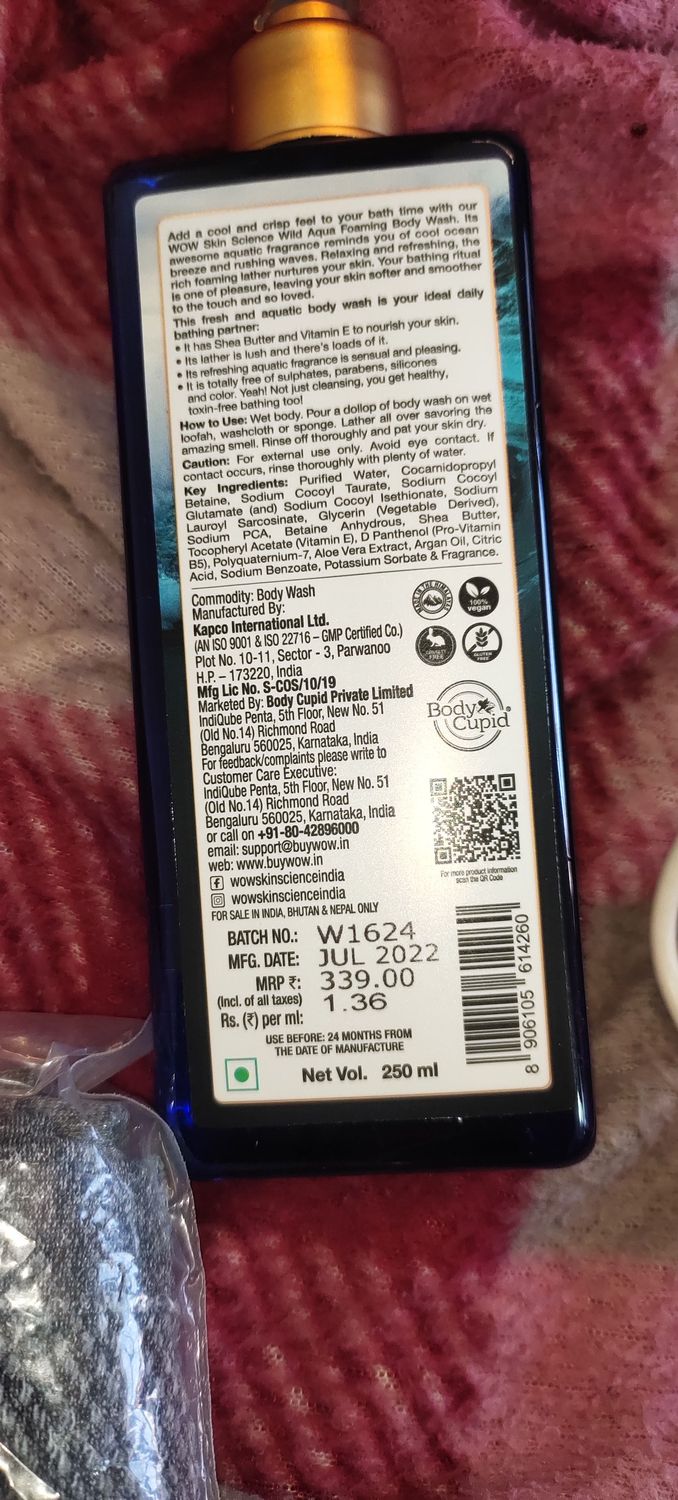 Add a cool and crisp feel to your bath time with our
WOW Skin Science Wild Aqua Foaming Body Wash. Its
awesome aquatic fragrance reminds you of cool ocean
breeze and rushing waves. Relaxing and refreshing, the
rich foaming lather nurtures your skin. Your bathing ritual
is one of pleasure, leaving your skin softer and smoother
to the touch and so loved.
This fresh and aquatic body wash is your ideal daily
bathing partner:
• It has Shea Butter and Vitamin E to nourish your skin.
• Its lather is lush and there's loads of it.
• Its refreshing aquatic fragrance is sensual and pleasing.
• It is totally free of sulphates, parabens, silicones
and color. Yeah! Not just cleansing, you get healthy,
toxin-free bathing too!
How to Use: Wet body. Pour a dollop of body wash on wet
loofah, washcloth or sponge. Lather all over savoring the
amazing smell. Rinse off thoroughly and pat your skin dry.
Caution: For external use only. Avoid eye contact. If
contact occurs, rinse thoroughly with plenty of water.
Key Ingredients: Purified Water, Cocamidopropyl
Betaine, Sodium Cocoyl Taurate, Sodium Cocoyl
Glutamate (and) Sodium Cocoyl Isethionate, Sodium
Lauroyl Sarcosinate, Glycerin (Vegetable Derived),
Sodium PCA, Betaine Anhydrous, Shea Butter,
Tocopheryl Acetate (Vitamin E), D Panthenol (Pro-Vitamin
B5), Polyquaternium-7, Aloe Vera Extract, Argan Oil, Citric
Acid, Sodium Benzoate, Potassium Sorbate & Fragrance.
Commodity: Body Wash
Manufactured By:
Kapco International Ltd.
(AN ISO 9001 & ISO 22716 – GMP Certified Co.)
Plot No. 10-11, Sector - 3, Parwanoo
H.P. – 173220, India
Mfg Lic No. S-COS/10/19
Marketed By: Body Cupid Private Limited
IndiQube Penta, 5th Floor, New No. 51
(Old No.14) Richmond Road
Bengaluru 560025, Karnataka, India
For feedback/complaints please write to
Customer Care Executive:
IndiQube Penta, 5th Floor, New No. 51
(Old No.14) Richmond Road
Bengaluru 560025, Karnataka, India
or call on +91-80-42896000
email: support@buywow.in
web: www.buywow.in
wowskinscienceindia
wowskinscienceindia
FOR SALE IN INDIA, BHUTAN & NEPAL ONLY
MADE IN THE HIMALAYAS
100%
vegan
CRUELTY
FREE
GLUTEN
FREE
Body
Cupid®
For more product information
scan the QR Code
BATCH NO.: W1624
MFG. DATE: JUL 2022
MRP ₹: 339.00
(Incl. of all taxes) 1.36
Rs. (₹) per ml:
USE BEFORE: 24 MONTHS FROM
THE DATE OF MANUFACTURE
Net Vol. 250 ml
8 906105 614260